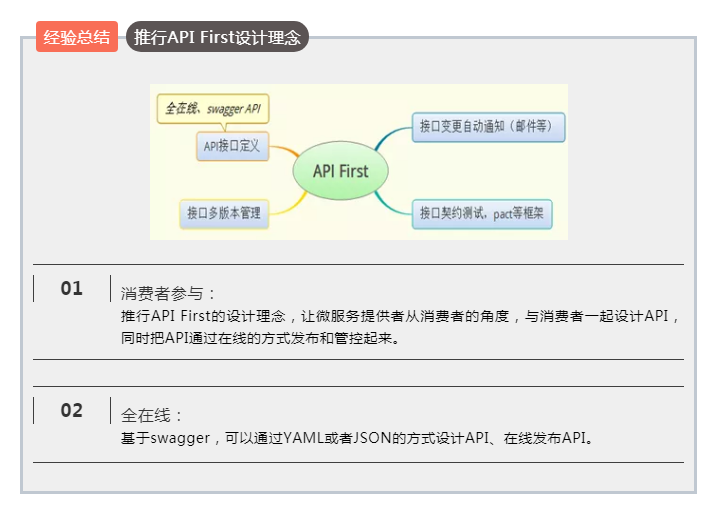 经验总结 推行API First设计理念
全在线、swagger API
API接口定义
接口多版本管理
API First
接口变更自动通知（邮件等）
接口契约测试，pact等框架
01
消费者参与：
推行API First的设计理念，让微服务提供者从消费者的角度，与消费者一起设计API，
同时把API通过在线的方式发布和管控起来。
02
全在线：
基于swagger，可以通过YAML或者JSON的方式设计API、在线发布API。